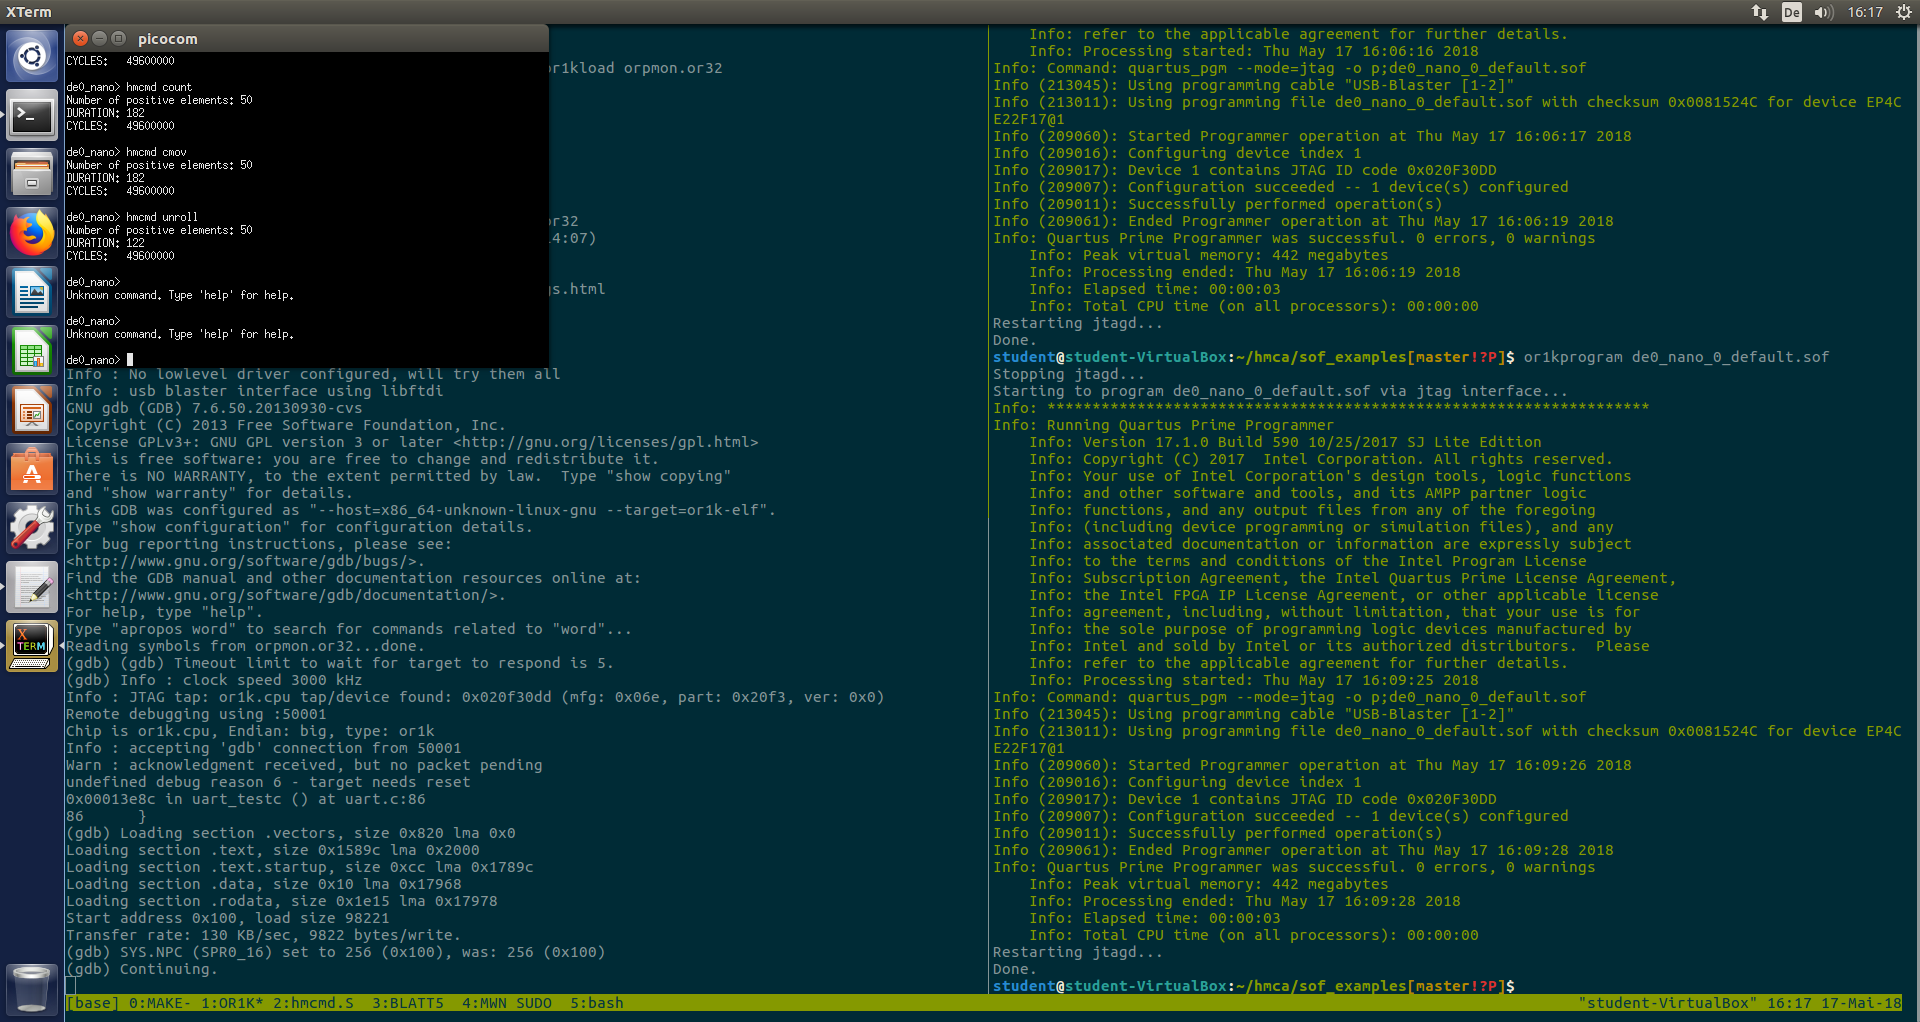 XTerm
De
16:17
picocom
CYCLES:   49600000
de0_nano> hmcmd count
Number of positive elements: 50
DURATION: 182
CYCLES:   49600000
de0_nano> hmcmd cmov
Number of positive elements: 50
DURATION: 182
CYCLES:   49600000
de0_nano> hmcmd unroll
Number of positive elements: 50
DURATION: 122
CYCLES:   49600000
de0_nano>
Unknown command. Type 'help' for help.
de0_nano>
Unknown command. Type 'help' for help.
de0_nano>
or1kload orpmon.or32
or32
4:07)
gs.html
Info : No lowlevel driver configured, will try them all
Info : usb blaster interface using libftdi
GNU gdb (GDB) 7.6.50.20130930-cvs
Copyright (C) 2013 Free Software Foundation, Inc.
License GPLv3+: GNU GPL version 3 or later <http://gnu.org/licenses/gpl.html>
This is free software: you are free to change and redistribute it.
There is NO WARRANTY, to the extent permitted by law.  Type "show copying"
and "show warranty" for details.
This GDB was configured as "--host=x86_64-unknown-linux-gnu --target=or1k-elf".
Type "show configuration" for configuration details.
For bug reporting instructions, please see:
<http://www.gnu.org/software/gdb/bugs/>.
Find the GDB manual and other documentation resources online at:
<http://www.gnu.org/software/gdb/documentation/>.
For help, type "help".
Type "apropos word" to search for commands related to "word"...
Reading symbols from orpmon.or32...done.
(gdb) (gdb) Timeout limit to wait for target to respond is 5.
(gdb) Info : clock speed 3000 kHz
Info : JTAG tap: or1k.cpu tap/device found: 0x020f30dd (mfg: 0x06e, part: 0x20f3, ver: 0x0)
Remote debugging using :50001
Chip is or1k.cpu, Endian: big, type: or1k
Info : accepting 'gdb' connection from 50001
Warn : acknowledgment received, but no packet pending
undefined debug reason 6 - target needs reset
0x00013e8c in uart_testc () at uart.c:86
86      }
(gdb) Loading section .vectors, size 0x820 lma 0x0
Loading section .text, size 0x1589c lma 0x2000
Loading section .text.startup, size 0xcc lma 0x1789c
Loading section .data, size 0x10 lma 0x17968
Loading section .rodata, size 0x1e15 lma 0x17978
Start address 0x100, load size 98221
Transfer rate: 130 KB/sec, 9822 bytes/write.
(gdb) SYS.NPC (SPR0_16) set to 256 (0x100), was: 256 (0x100)
(gdb) Continuing.
Info: refer to the applicable agreement for further details.
Info: Processing started: Thu May 17 16:06:16 2018
Info: Command: quartus_pgm --mode=jtag -o p;de0_nano_0_default.sof
Info (213045): Using programming cable "USB-Blaster [1-2]"
Info (213011): Using programming file de0_nano_0_default.sof with checksum 0x0081524C for device EP4C
E22F17@1
Info (209060): Started Programmer operation at Thu May 17 16:06:17 2018
Info (209016): Configuring device index 1
Info (209017): Device 1 contains JTAG ID code 0x020F30DD
Info (209007): Configuration succeeded -- 1 device(s) configured
Info (209011): Successfully performed operation(s)
Info (209061): Ended Programmer operation at Thu May 17 16:06:19 2018
Info: Quartus Prime Programmer was successful. 0 errors, 0 warnings
Info: Peak virtual memory: 442 megabytes
Info: Processing ended: Thu May 17 16:06:19 2018
Info: Elapsed time: 00:00:03
Info: Total CPU time (on all processors): 00:00:00
Restarting jtagd...
Done.
student@student-VirtualBox:~/hmca/sof_examples[master!?P]$ or1kprogram de0_nano_0_default.sof
Stopping jtagd...
Starting to program de0_nano_0_default.sof via jtag interface...
Info: *******************************************************************
Info: Running Quartus Prime Programmer
Info: Version 17.1.0 Build 590 10/25/2017 SJ Lite Edition
Info: Copyright (C) 2017  Intel Corporation. All rights reserved.
Info: Your use of Intel Corporation's design tools, logic functions
Info: and other software and tools, and its AMPP partner logic
Info: functions, and any output files from any of the foregoing
Info: (including device programming or simulation files), and any
Info: associated documentation or information are expressly subject
Info: to the terms and conditions of the Intel Program License
Info: Subscription Agreement, the Intel Quartus Prime License Agreement,
Info: the Intel FPGA IP License Agreement, or other applicable license
Info: agreement, including, without limitation, that your use is for
Info: the sole purpose of programming logic devices manufactured by
Info: Intel and sold by Intel or its authorized distributors.  Please
Info: refer to the applicable agreement for further details.
Info: Processing started: Thu May 17 16:09:25 2018
Info: Command: quartus_pgm --mode=jtag -o p;de0_nano_0_default.sof
Info (213045): Using programming cable "USB-Blaster [1-2]"
Info (213011): Using programming file de0_nano_0_default.sof with checksum 0x0081524C for device EP4C
E22F17@1
Info (209060): Started Programmer operation at Thu May 17 16:09:26 2018
Info (209016): Configuring device index 1
Info (209017): Device 1 contains JTAG ID code 0x020F30DD
Info (209007): Configuration succeeded -- 1 device(s) configured
Info (209011): Successfully performed operation(s)
Info (209061): Ended Programmer operation at Thu May 17 16:09:28 2018
Info: Quartus Prime Programmer was successful. 0 errors, 0 warnings
Info: Peak virtual memory: 442 megabytes
Info: Processing ended: Thu May 17 16:09:28 2018
Info: Elapsed time: 00:00:03
Info: Total CPU time (on all processors): 00:00:00
Restarting jtagd...
Done.
student@student-VirtualBox:~/hmca/sof_examples[master!?P]$
[base] 0:MAKE- 1:OR1K* 2:hmcmd.S  3:BLATT5  4:MWN SUDO  5:bash
"student-VirtualBox" 16:17 17-Mai-18
X
TERM